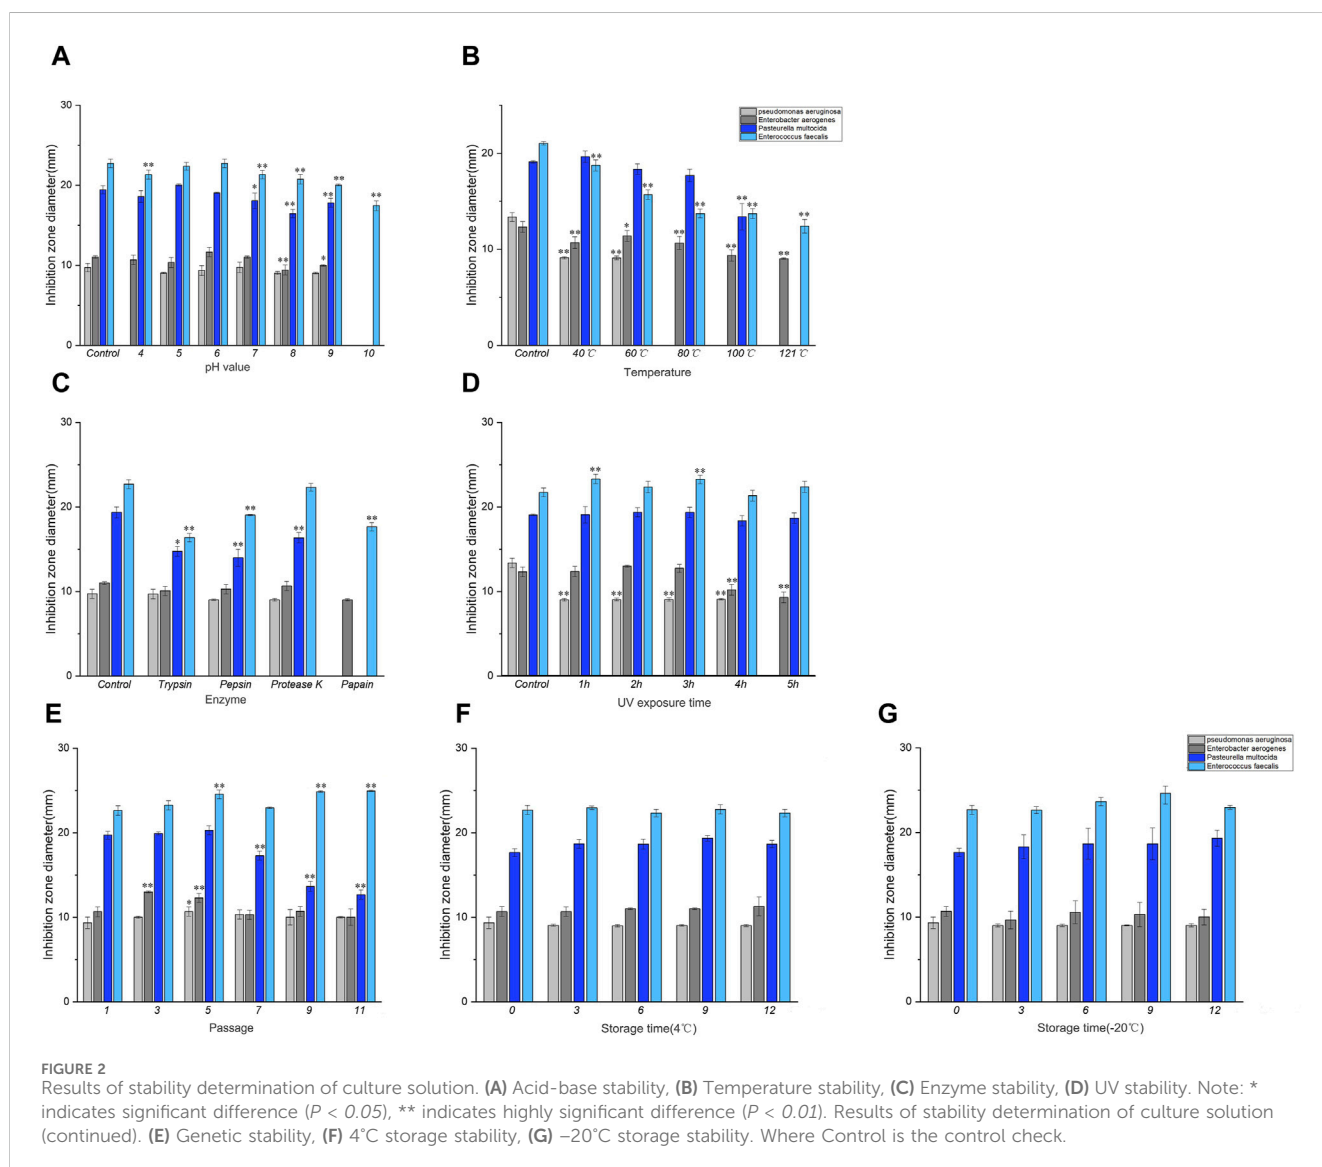 A
30
20
10
0
Inhibition zone diameter(mm)
** ** * ** ** ** * ** ** **
Control 4 5 6 7 8 9 10
pH value
B
pseudomonas aeruginosa
Enterobacter aerogenes
Pasteurella multocida
Enterococcus faecalis
20
10
0
Inhibition zone diameter(mm)
** ** ** ** * ** ** ** ** ** ** ** **
Control 40℃ 60℃ 80℃ 100℃ 121℃
Temperature
C
30
20
10
0
Inhibition zone diameter(mm)
* ** ** ** ** **
Control Trypsin Pepsin Protease K Papain
Enzyme
D
30
20
10
0
Inhibition zone diameter(mm)
** ** ** ** ** ** ** **
Control 1h 2h 3h 4h 5h
UV exposure time
E
30
20
10
0
Inhibition zone diameter(mm)
** * ** ** ** ** ** ** **
1 3 5 7 9 11
Passage
F
30
20
10
0
Inhibition zone diameter(mm)
0 3 6 9 12
Storage time(4℃)
G
pseudomonas aeruginosa
Enterobacter aerogenes
Pasteurella multocida
Enterococcus faecalis
30
20
10
0
Inhibition zone diameter(mm)
0 3 6 9 12
Storage time(-20℃)
FIGURE 2
Results of stability determination of culture solution. (A) Acid-base stability, (B) Temperature stability, (C) Enzyme stability, (D) UV stability. Note: *
indicates significant difference (P < 0.05), ** indicates highly significant difference (P < 0.01). Results of stability determination of culture solution
(continued). (E) Genetic stability, (F) 4°C storage stability, (G) −20°C storage stability. Where Control is the control check.